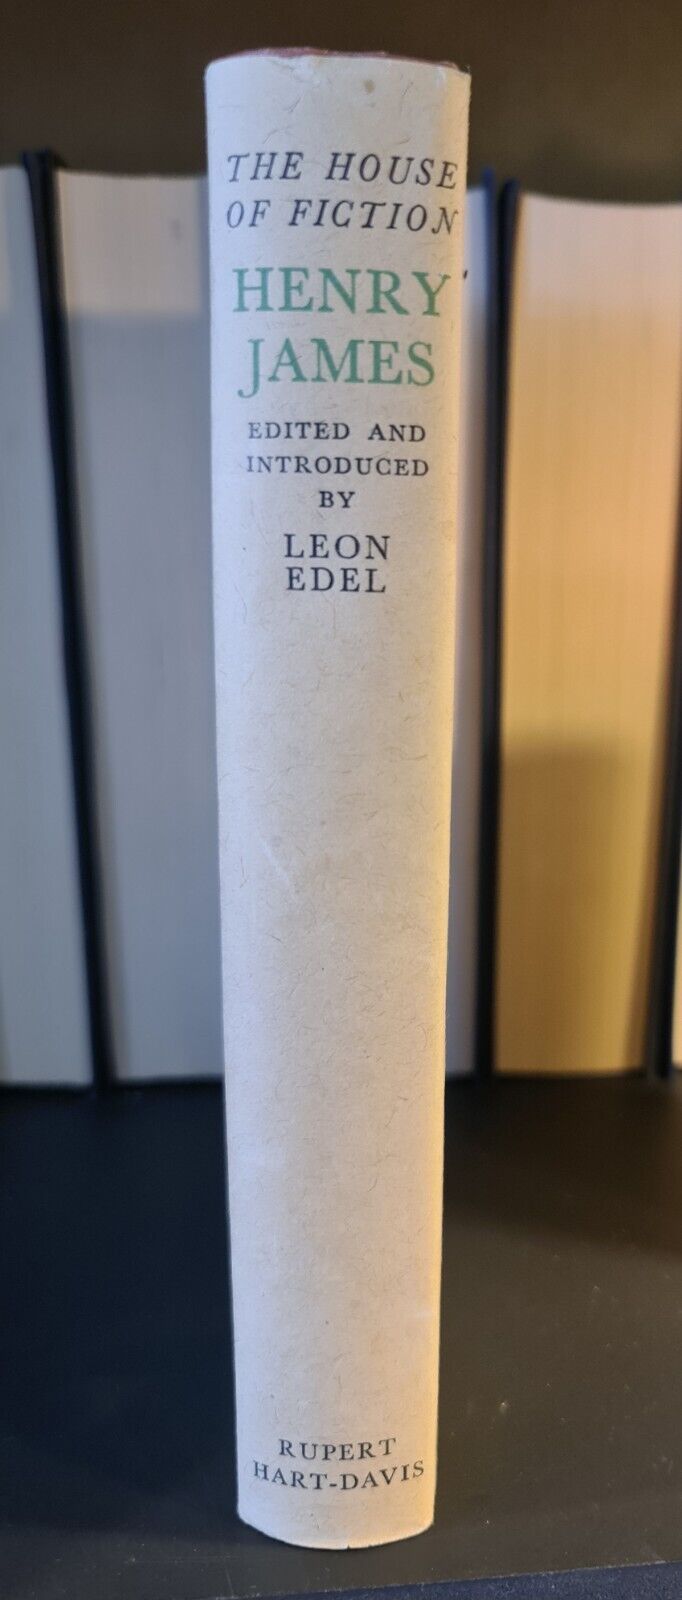 THE HOUSE
OF FICTION
HENRY
JAMES
EDITED AND
INTRODUCED
BY
LEON
EDEL
RUPERT
HART-DAVIS